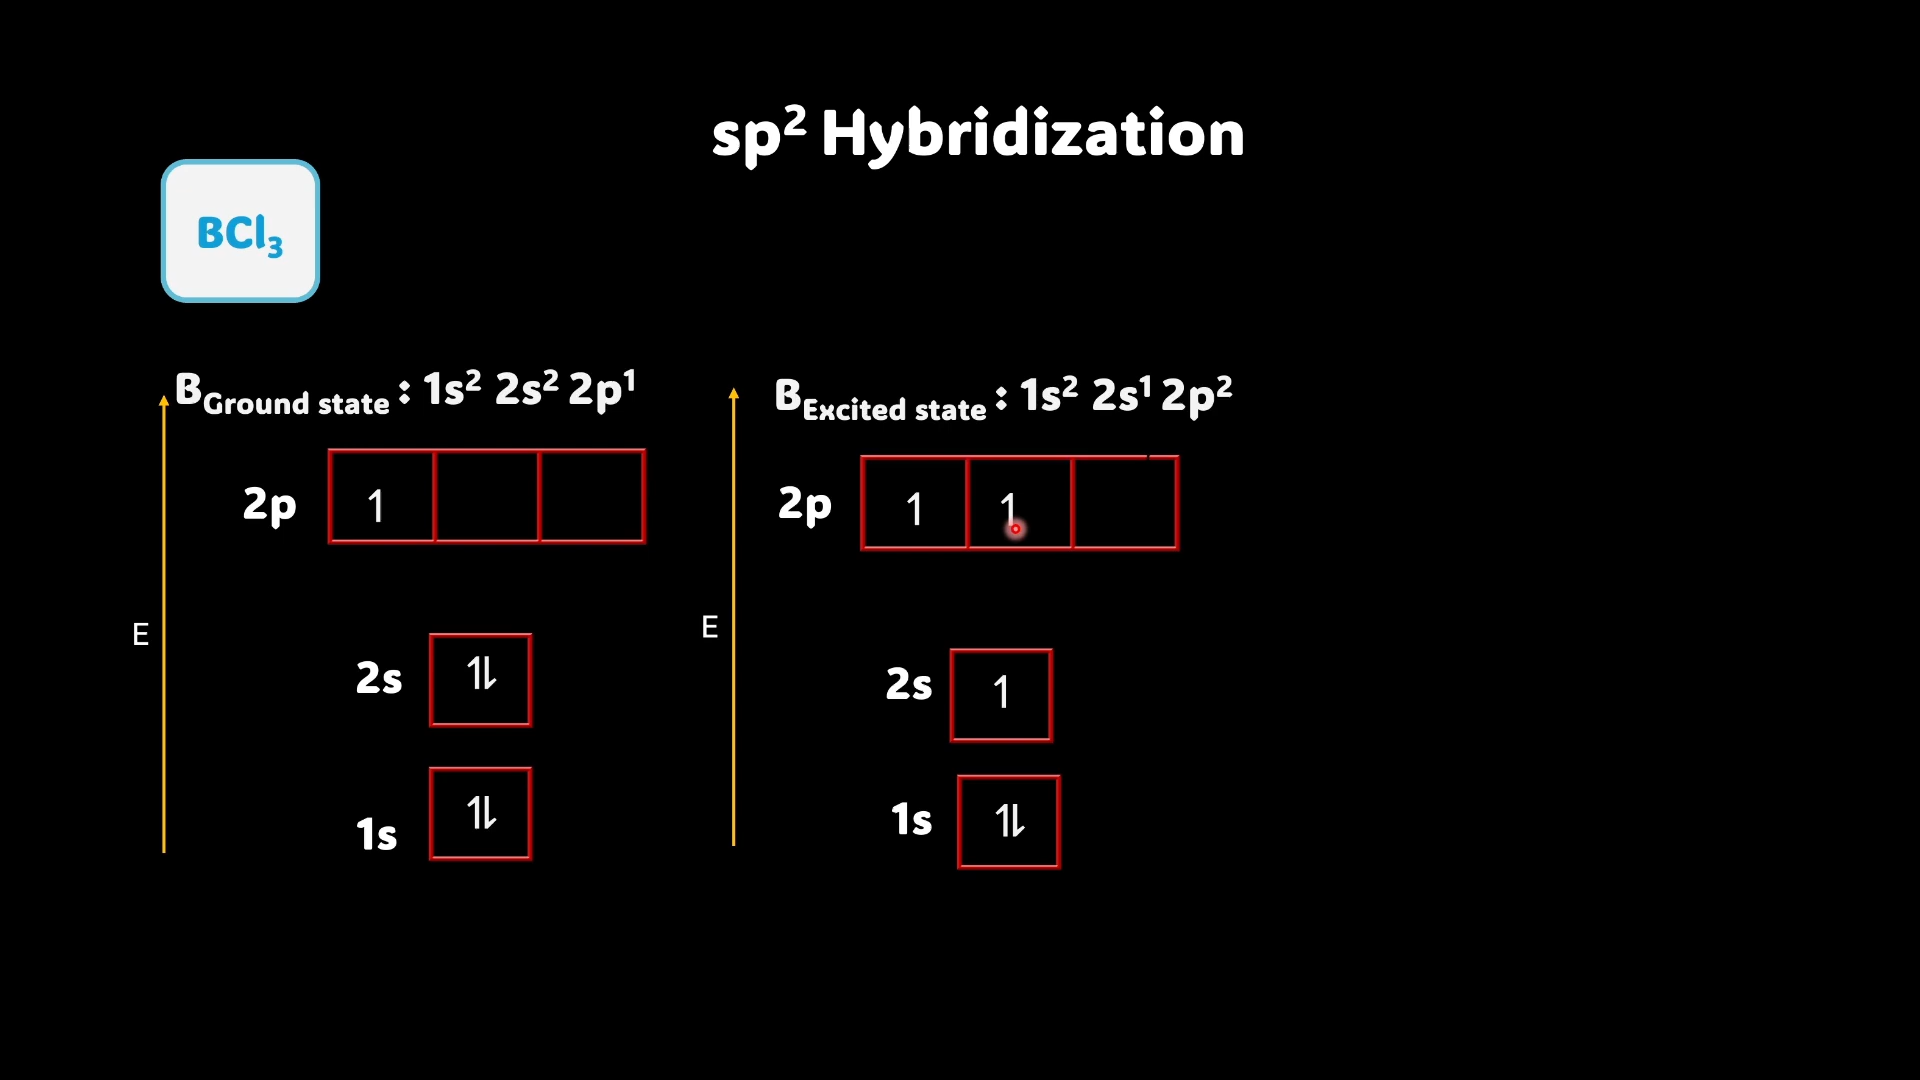 sp² Hybridization
BCl₃
B Ground state : 1s² 2s² 2p¹
2p 1
2s 1⇂
1s 1⇂
E
B Excited state : 1s² 2s¹ 2p²
2p 1 1
2s 1
1s 1⇂
E